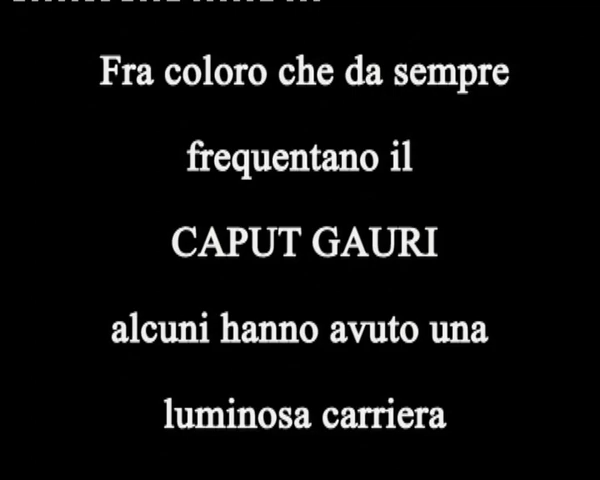 Fra coloro che da sempre
frequentano il
CAPUT GAURI
alcuni hanno avuto una
luminosa carriera